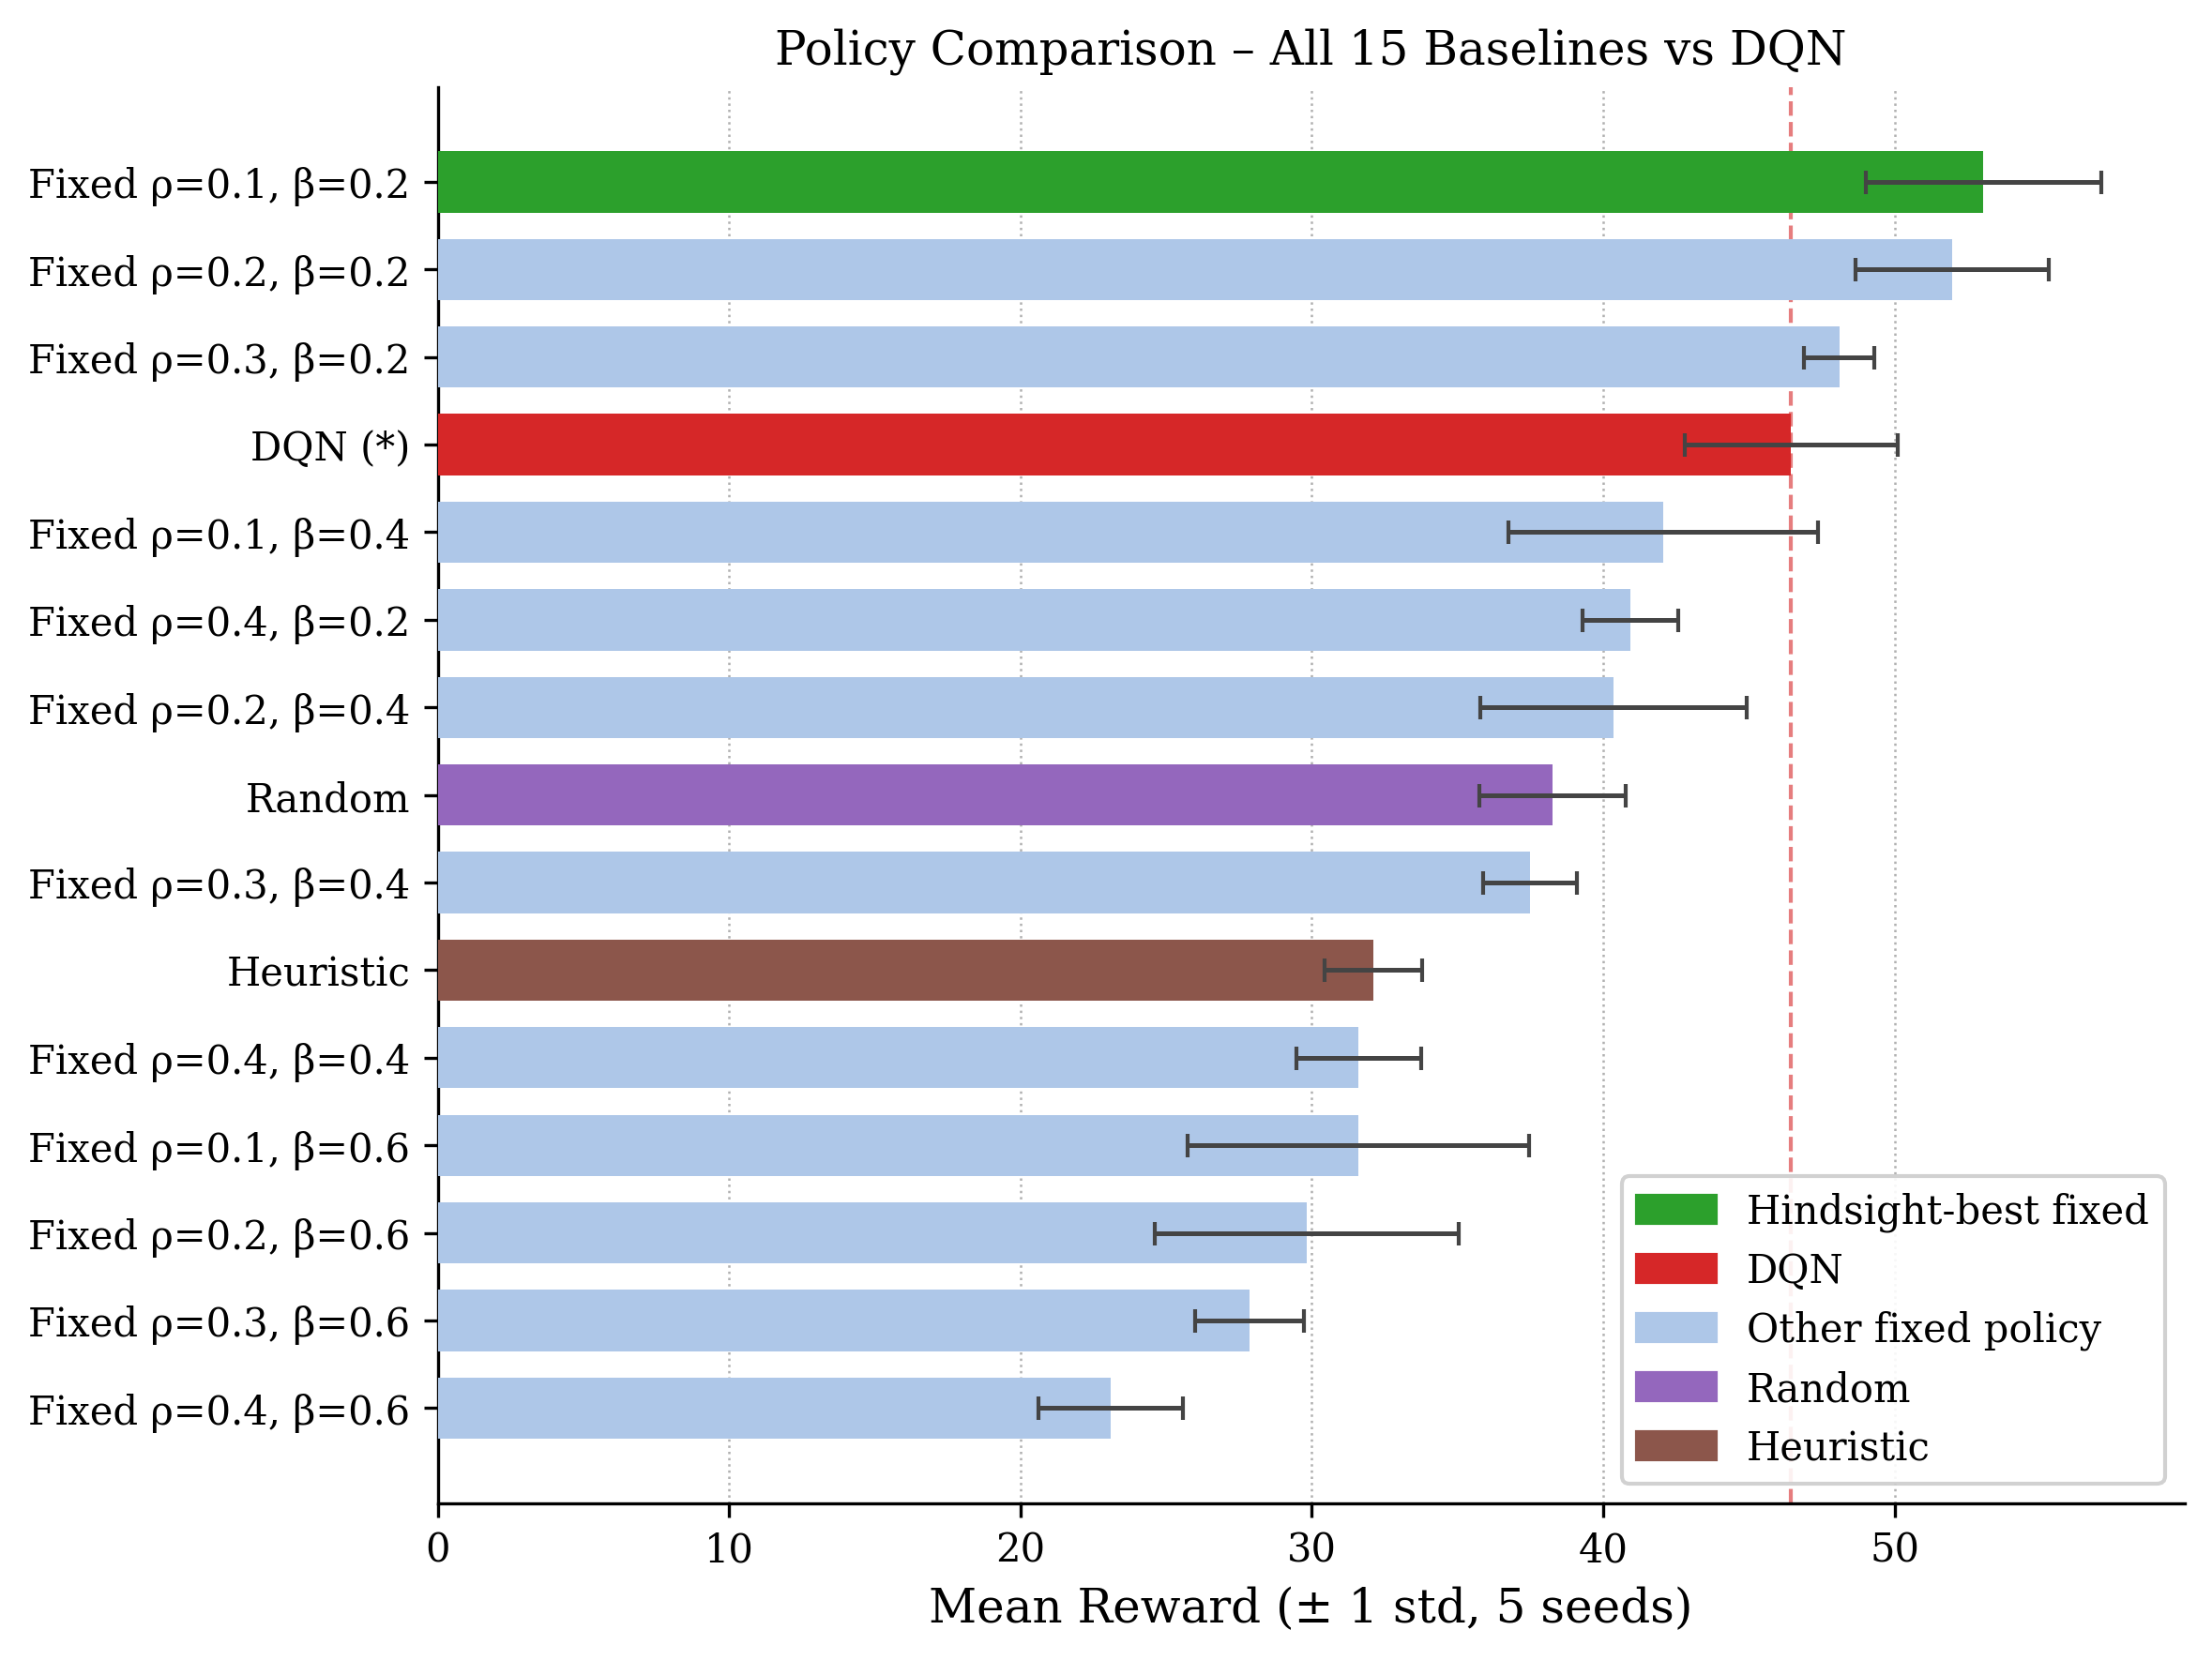 Policy Comparison – All 15 Baselines vs DQN
Fixed ρ=0.1, β=0.2
Fixed ρ=0.2, β=0.2
Fixed ρ=0.3, β=0.2
DQN (*)
Fixed ρ=0.1, β=0.4
Fixed ρ=0.4, β=0.2
Fixed ρ=0.2, β=0.4
Random
Fixed ρ=0.3, β=0.4
Heuristic
Fixed ρ=0.4, β=0.4
Fixed ρ=0.1, β=0.6
Fixed ρ=0.2, β=0.6
Fixed ρ=0.3, β=0.6
Fixed ρ=0.4, β=0.6
Hindsight-best fixed
DQN
Other fixed policy
Random
Heuristic
0 10 20 30 40 50
Mean Reward (± 1 std, 5 seeds)